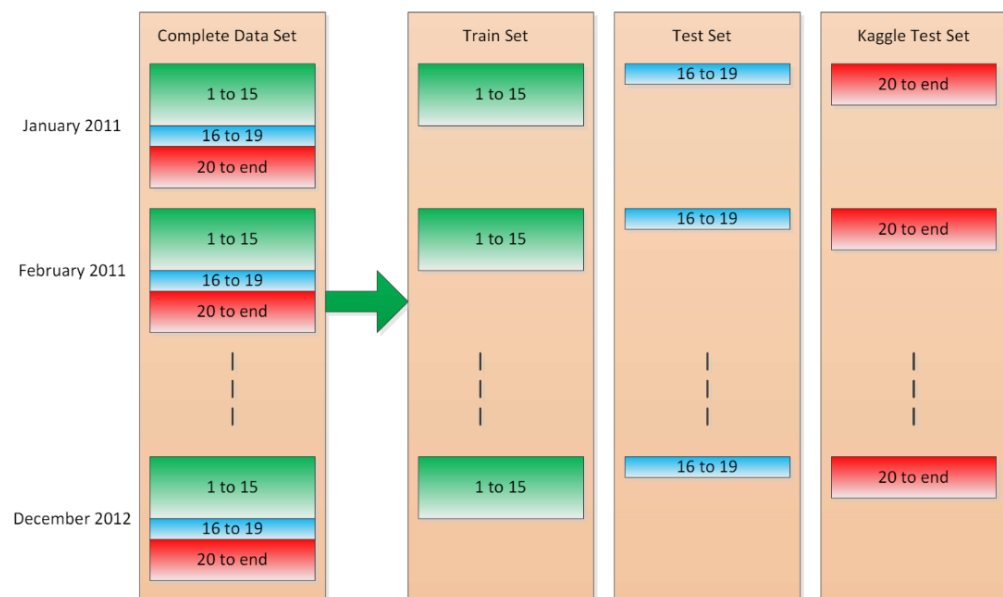 Complete Data Set
Train Set
Test Set
Kaggle Test Set
January 2011
1 to 15
16 to 19
20 to end
1 to 15
16 to 19
20 to end
February 2011
1 to 15
16 to 19
20 to end
1 to 15
16 to 19
20 to end
December 2012
1 to 15
16 to 19
20 to end
1 to 15
16 to 19
20 to end